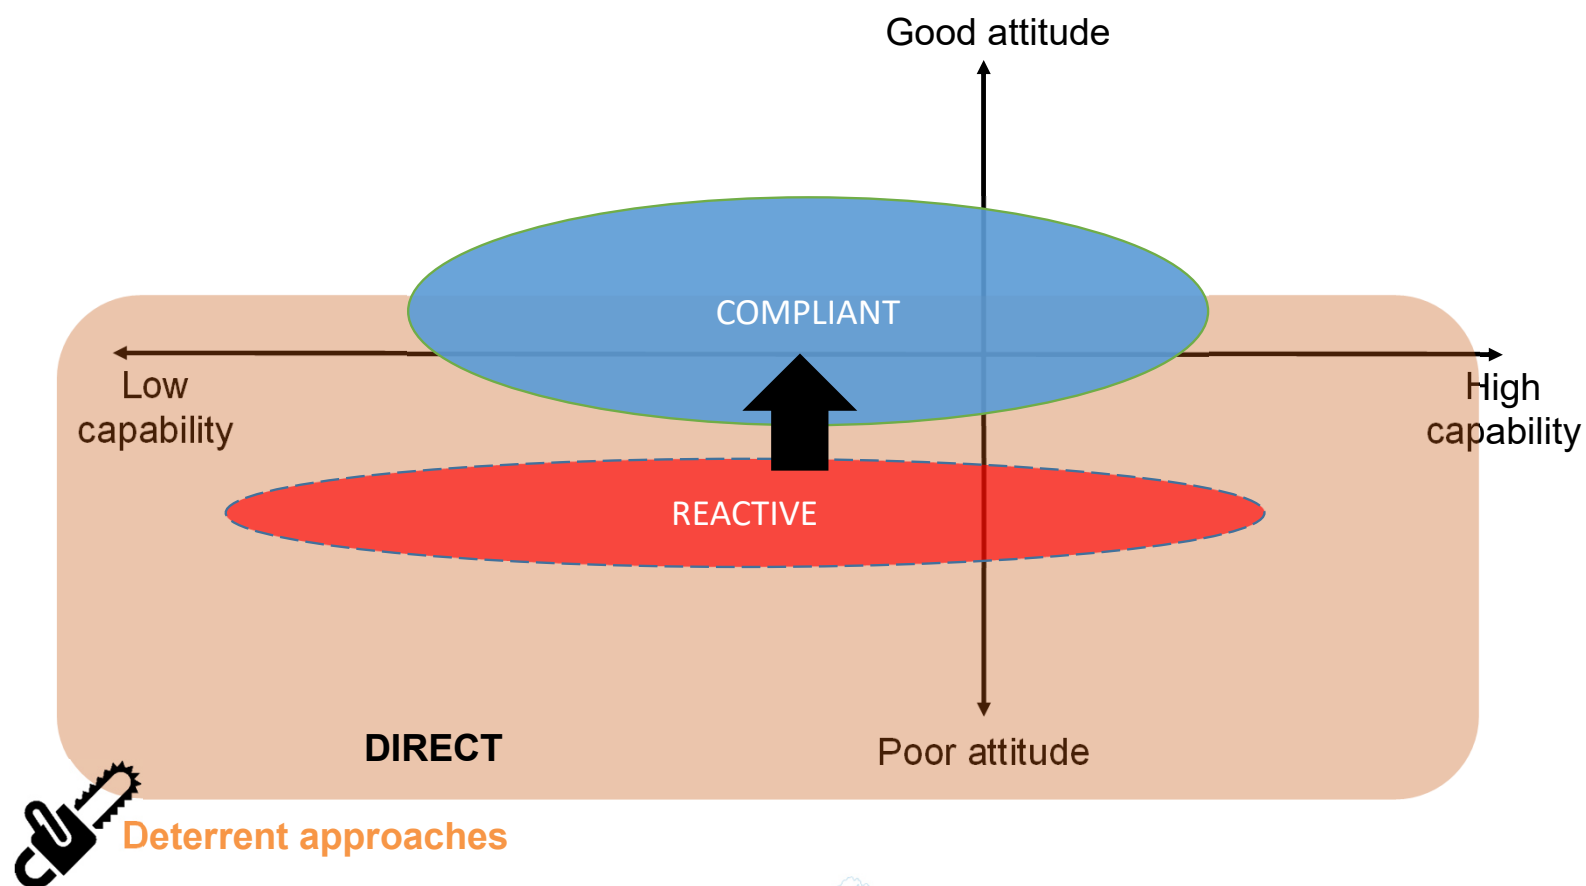 Good attitude
COMPLIANT
Low
capability
High
capability
REACTIVE
DIRECT
Poor attitude
Deterrent approaches